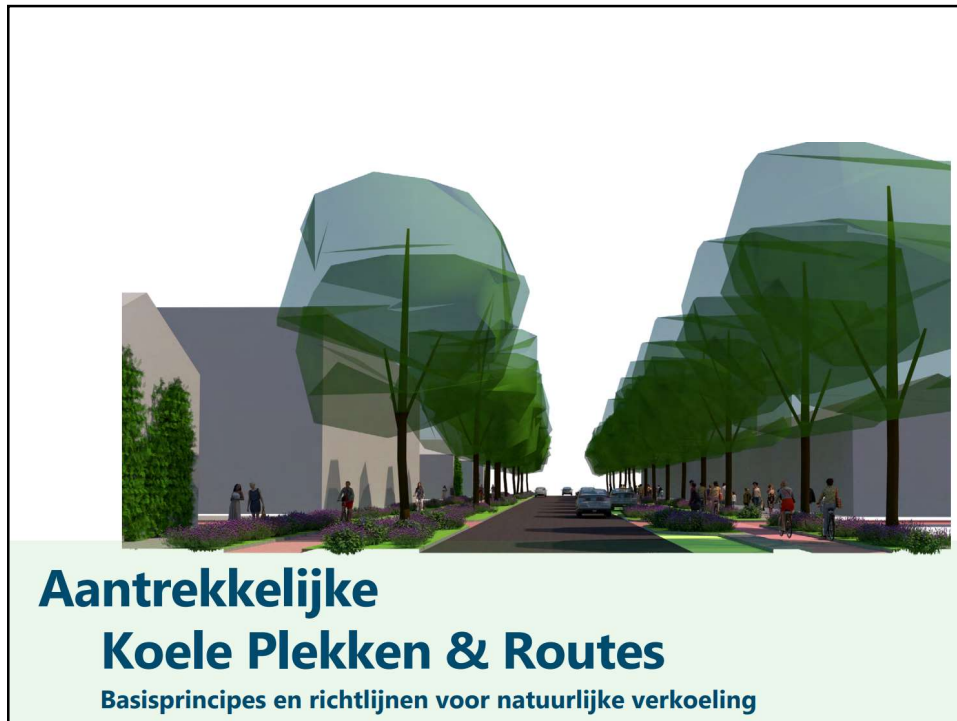 Aantrekkelijke
Koele Plekken & Routes
Basisprincipes en richtlijnen voor natuurlijke verkoeling